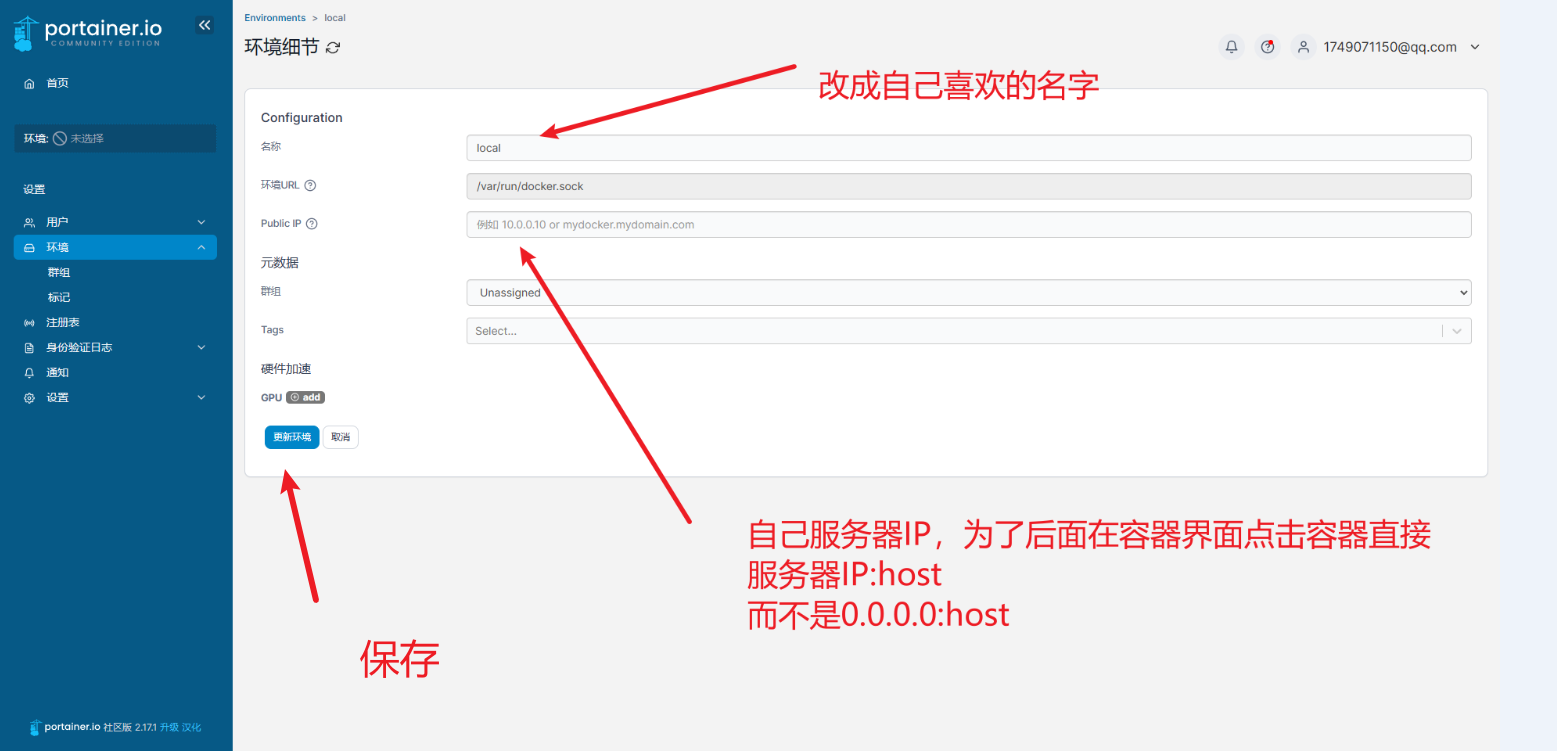 portainer.io
COMMUNITY EDITION
首页
环境: 未选择
设置
用户
环境
群组
标记
注册表
身份验证日志
通知
设置
portainer.io 社区版 2.17.1 升级 汉化
Environments > local
环境细节
1749071150@qq.com
改成自己喜欢的名字
Configuration
名称
local
环境URL
/var/run/docker.sock
Public IP
例如 10.0.0.10 or mydocker.mydomain.com
元数据
群组
Unassigned
Tags
Select...
硬件加速
GPU add
更新环境 取消
自己服务器IP，为了后面在容器界面点击容器直接
服务器IP:host
而不是0.0.0.0:host
保存